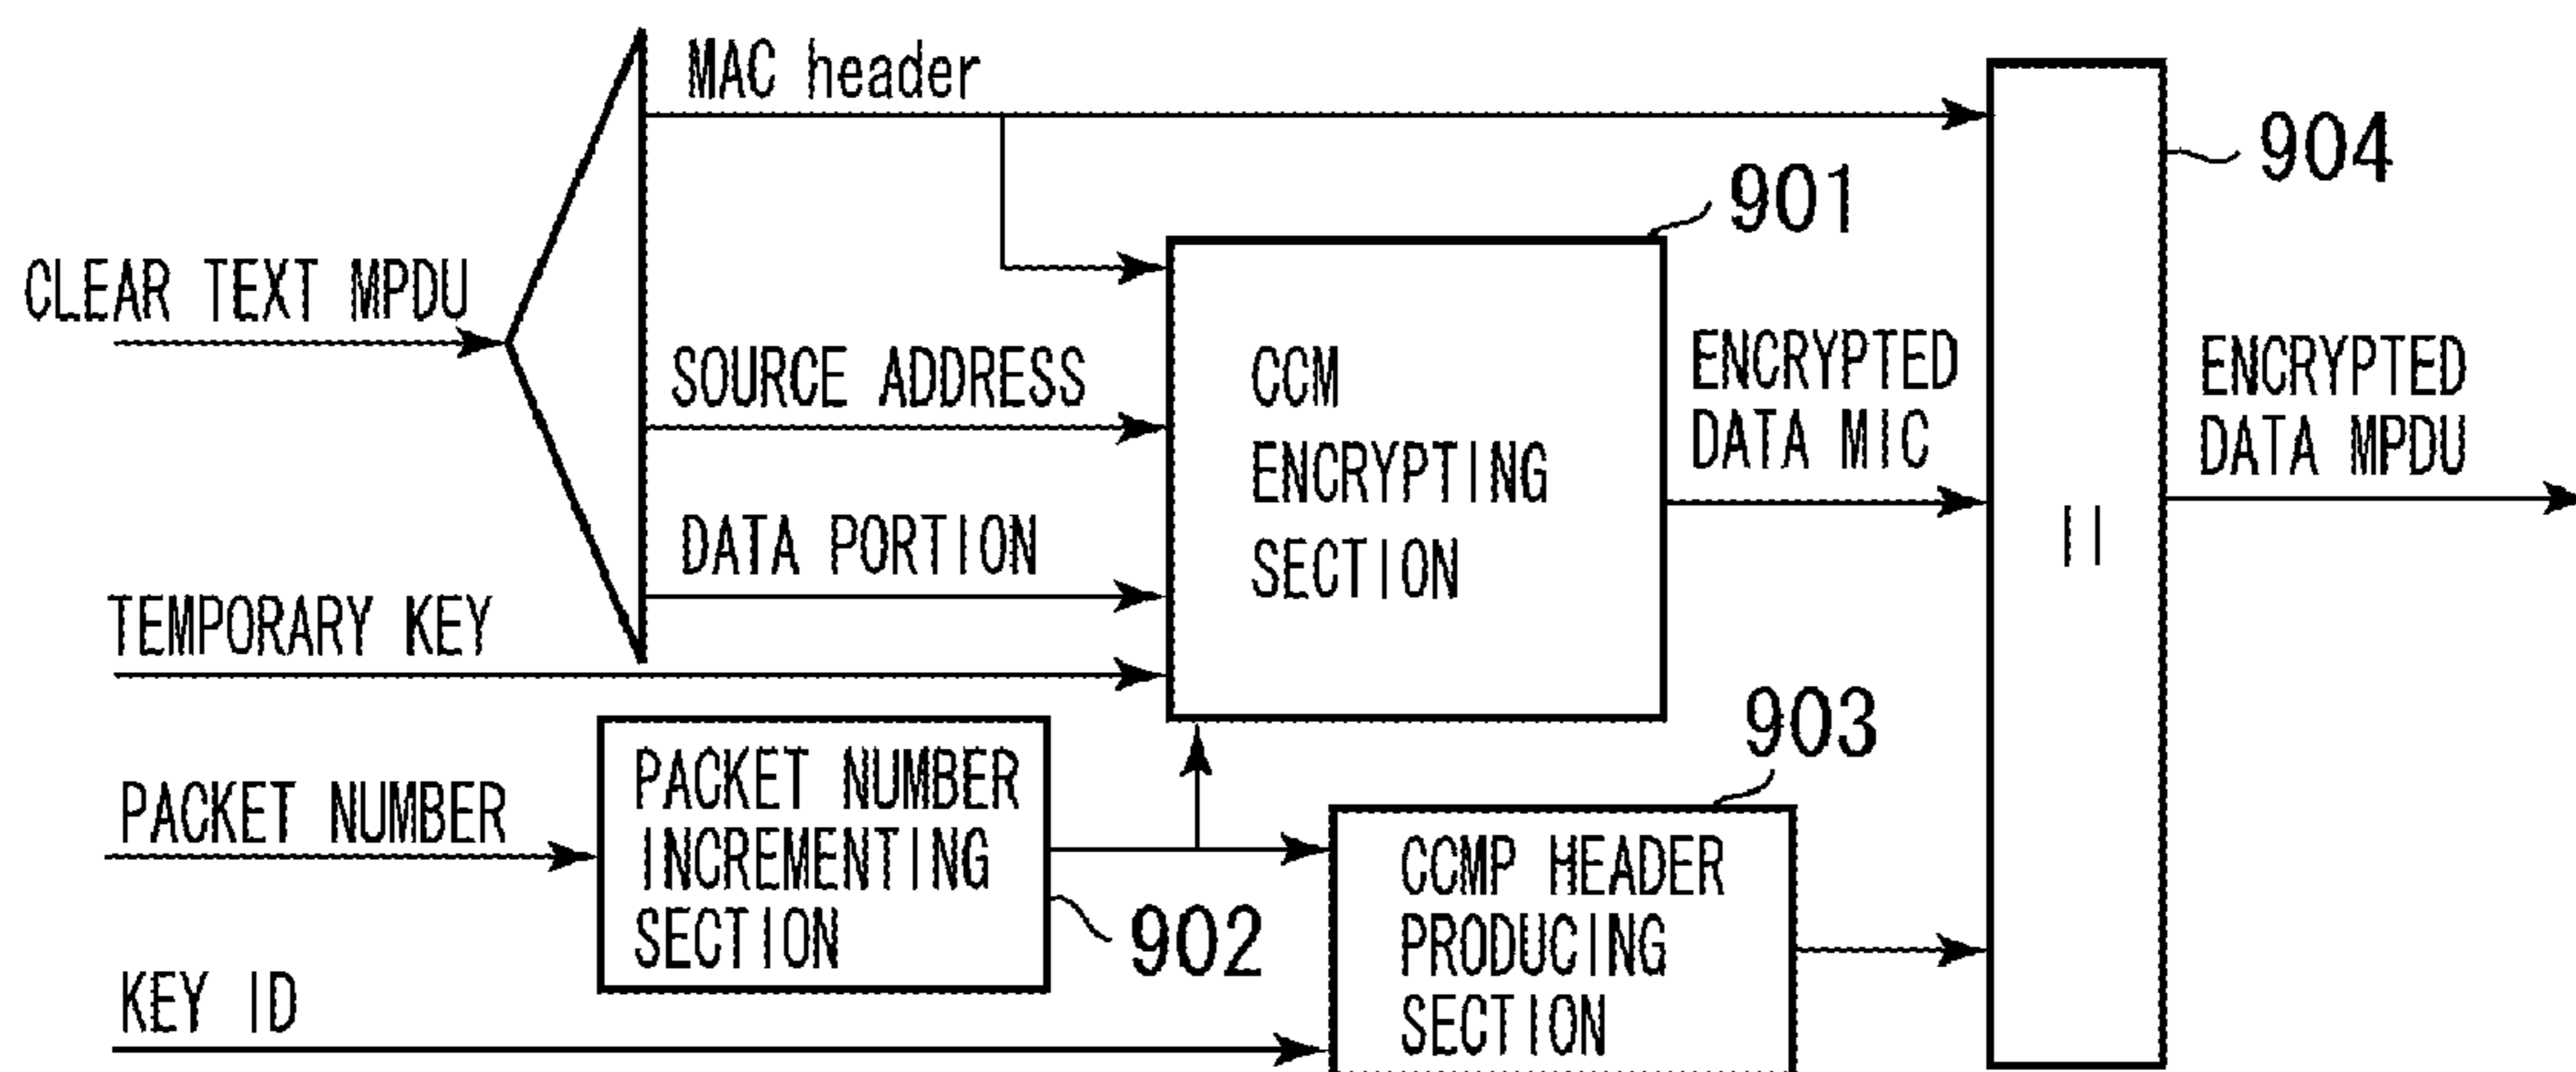 MAC header
904
901
CLEAR TEXT MPDU
SOURCE ADDRESS
CCM
ENCRYPTING
SECTION
ENCRYPTED
DATA MIC
ENCRYPTED
DATA MPDU
||
DATA PORTION
TEMPORARY KEY
903
PACKET NUMBER
PACKET NUMBER
INCREMENTING
SECTION
902
CCMP HEADER
PRODUCING
SECTION
KEY ID